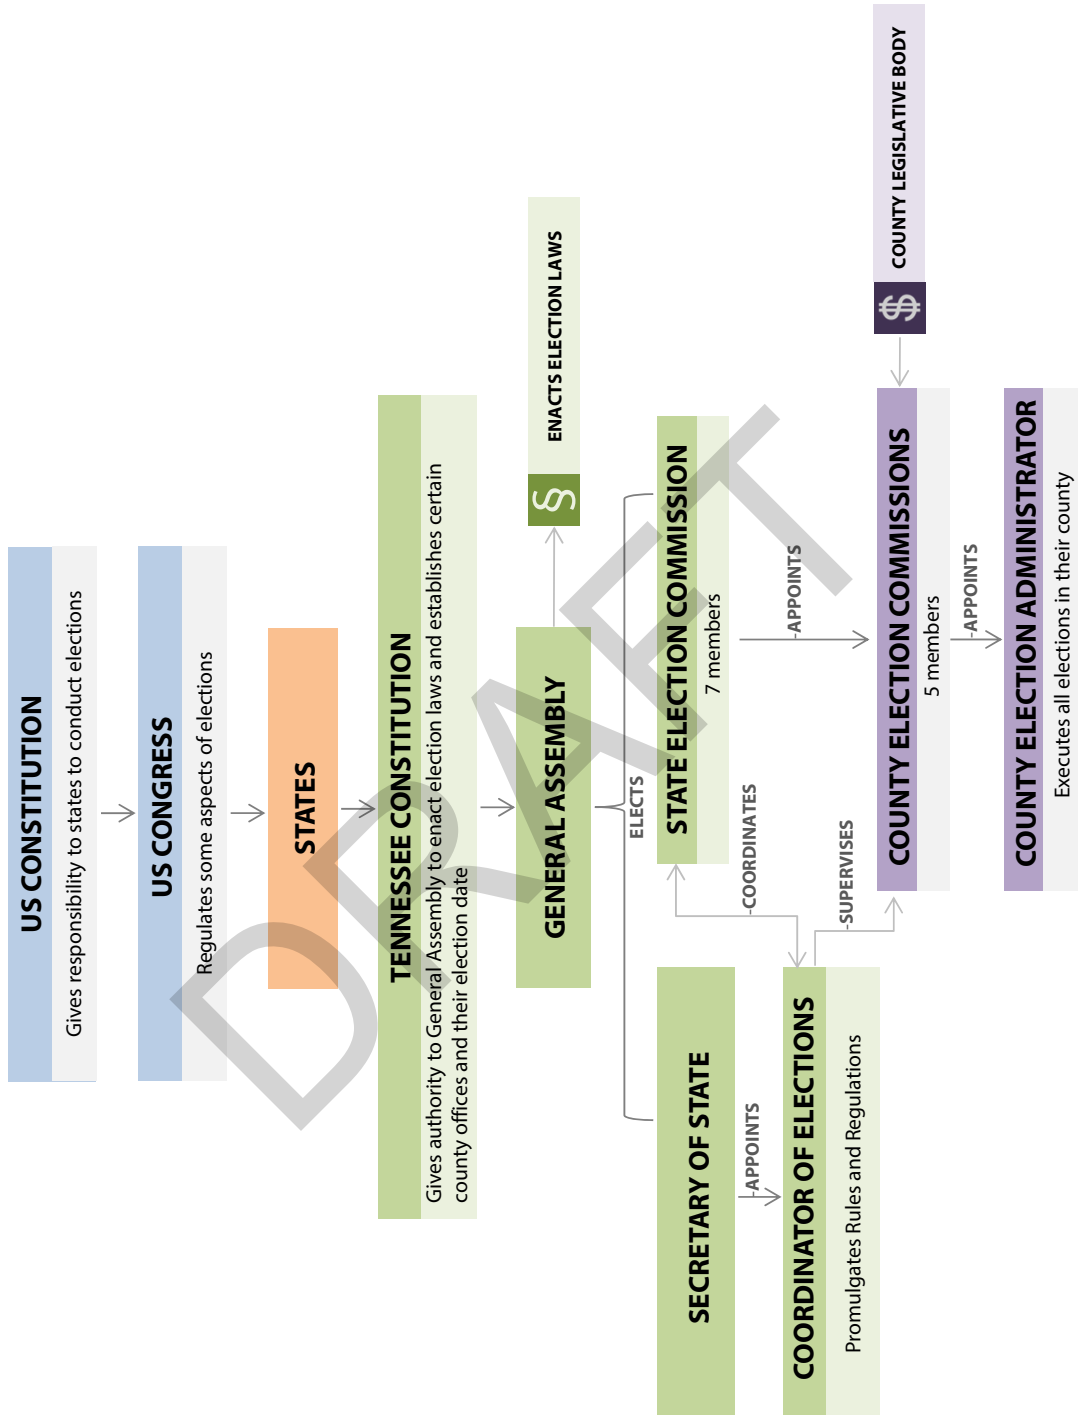 US CONSTITUTION
Gives responsibility to states to conduct elections
US CONGRESS
Regulates some aspects of elections
STATES
TENNESSEE CONSTITUTION
Gives authority to General Assembly to enact election laws and establishes certain
county offices and their election date
GENERAL ASSEMBLY
§
ENACTS ELECTION LAWS
ELECTS
SECRETARY OF STATE
-APPOINTS
COORDINATOR OF ELECTIONS
Promulgates Rules and Regulations
-COORDINATES
-SUPERVISES
STATE ELECTION COMMISSION
7 members
-APPOINTS
COUNTY ELECTION COMMISSIONS
5 members
$
COUNTY LEGISLATIVE BODY
-APPOINTS
COUNTY ELECTION ADMINISTRATOR
Executes all elections in their county
DRAFT